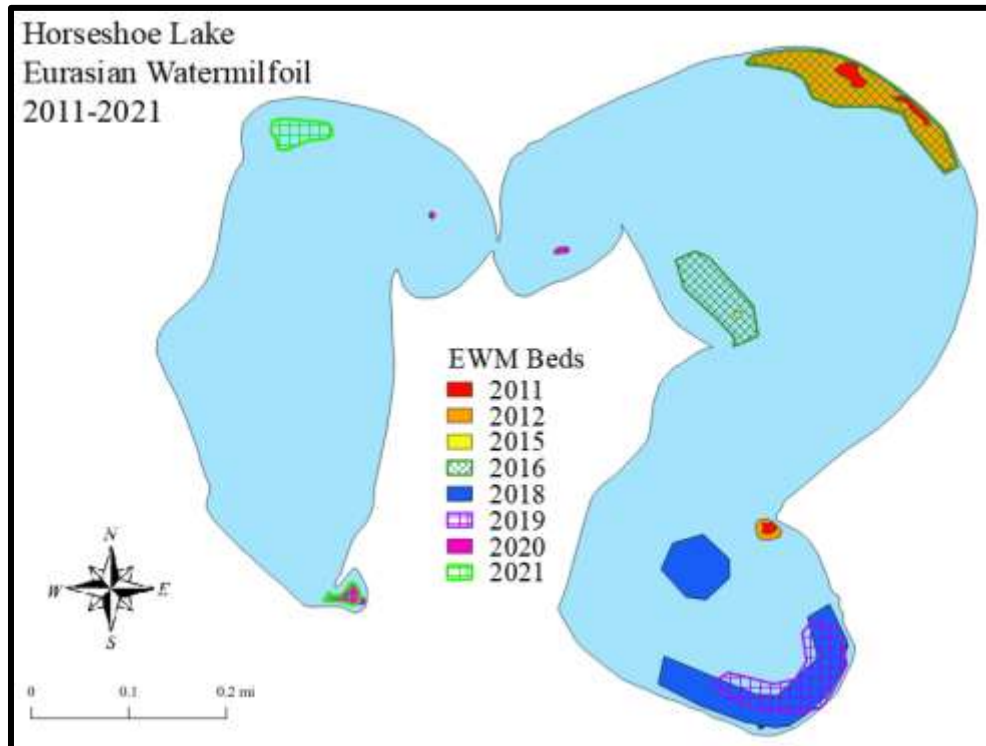 Horseshoe Lake
Eurasian Watermilfoil
2011-2021
EWM Beds
2011
2012
2015
2016
2018
2019
2020
2021
N
W E
S
0 0.1 0.2 mi